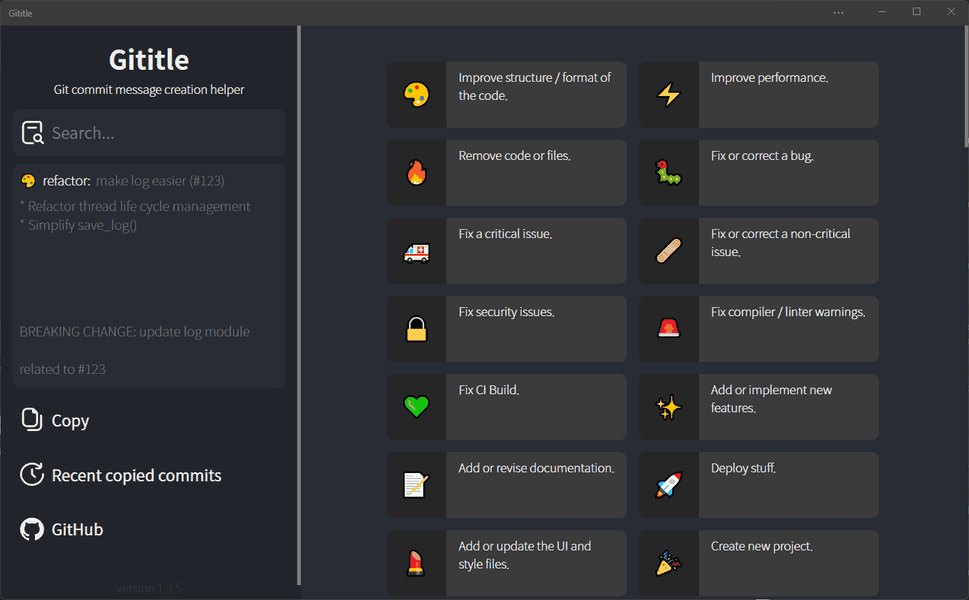 Gititle
Gititle
Git commit message creation helper
Search...
refactor: make log easier (#123)
* Refactor thread life cycle management
* Simplify save_log()
BREAKING CHANGE: update log module
related to #123
Copy
Recent copied commits
GitHub
version 1.3.5
Improve structure / format of
the code.
Improve performance.
Remove code or files.
Fix or correct a bug.
Fix a critical issue.
Fix or correct a non-critical
issue.
Fix security issues.
Fix compiler / linter warnings.
Fix CI Build.
Add or implement new
features.
Add or revise documentation.
Deploy stuff.
Add or update the UI and
style files.
Create new project.